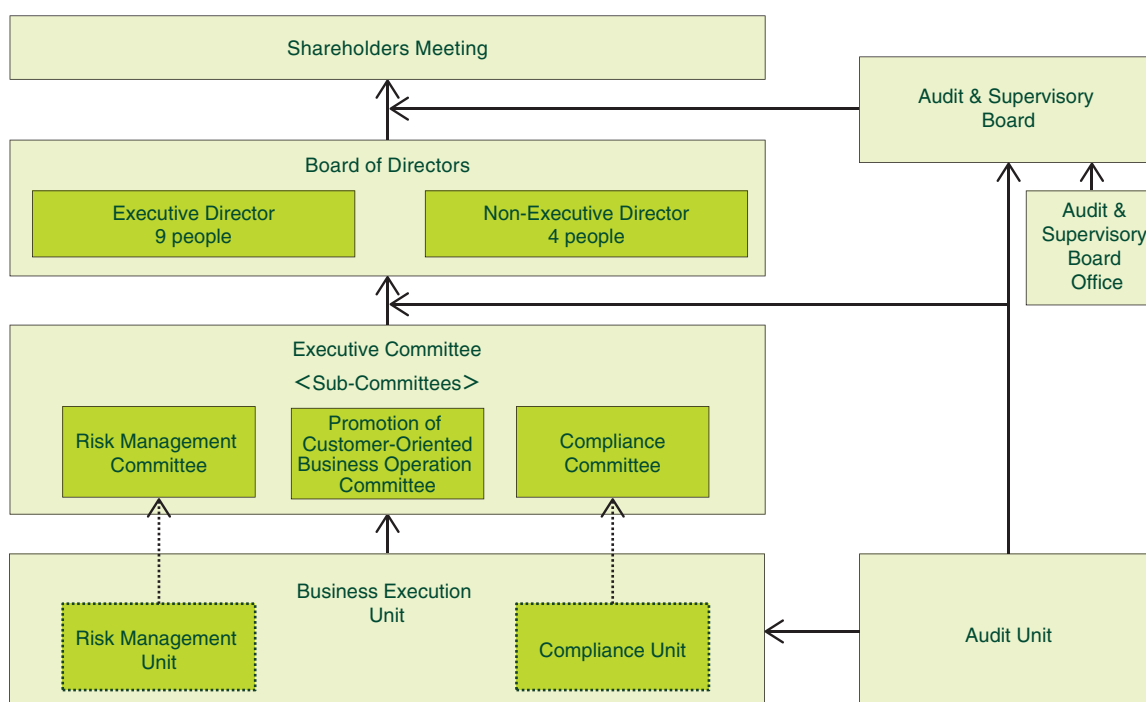 Shareholders Meeting
Audit & Supervisory
Board
Board of Directors
Executive Director
9 people
Non-Executive Director
4 people
Audit &
Supervisory
Board
Office
Executive Committee
＜Sub-Committees＞
Risk Management
Committee
Promotion of
Customer-Oriented
Business Operation
Committee
Compliance
Committee
Business Execution
Unit
Risk Management
Unit
Compliance Unit
Audit Unit